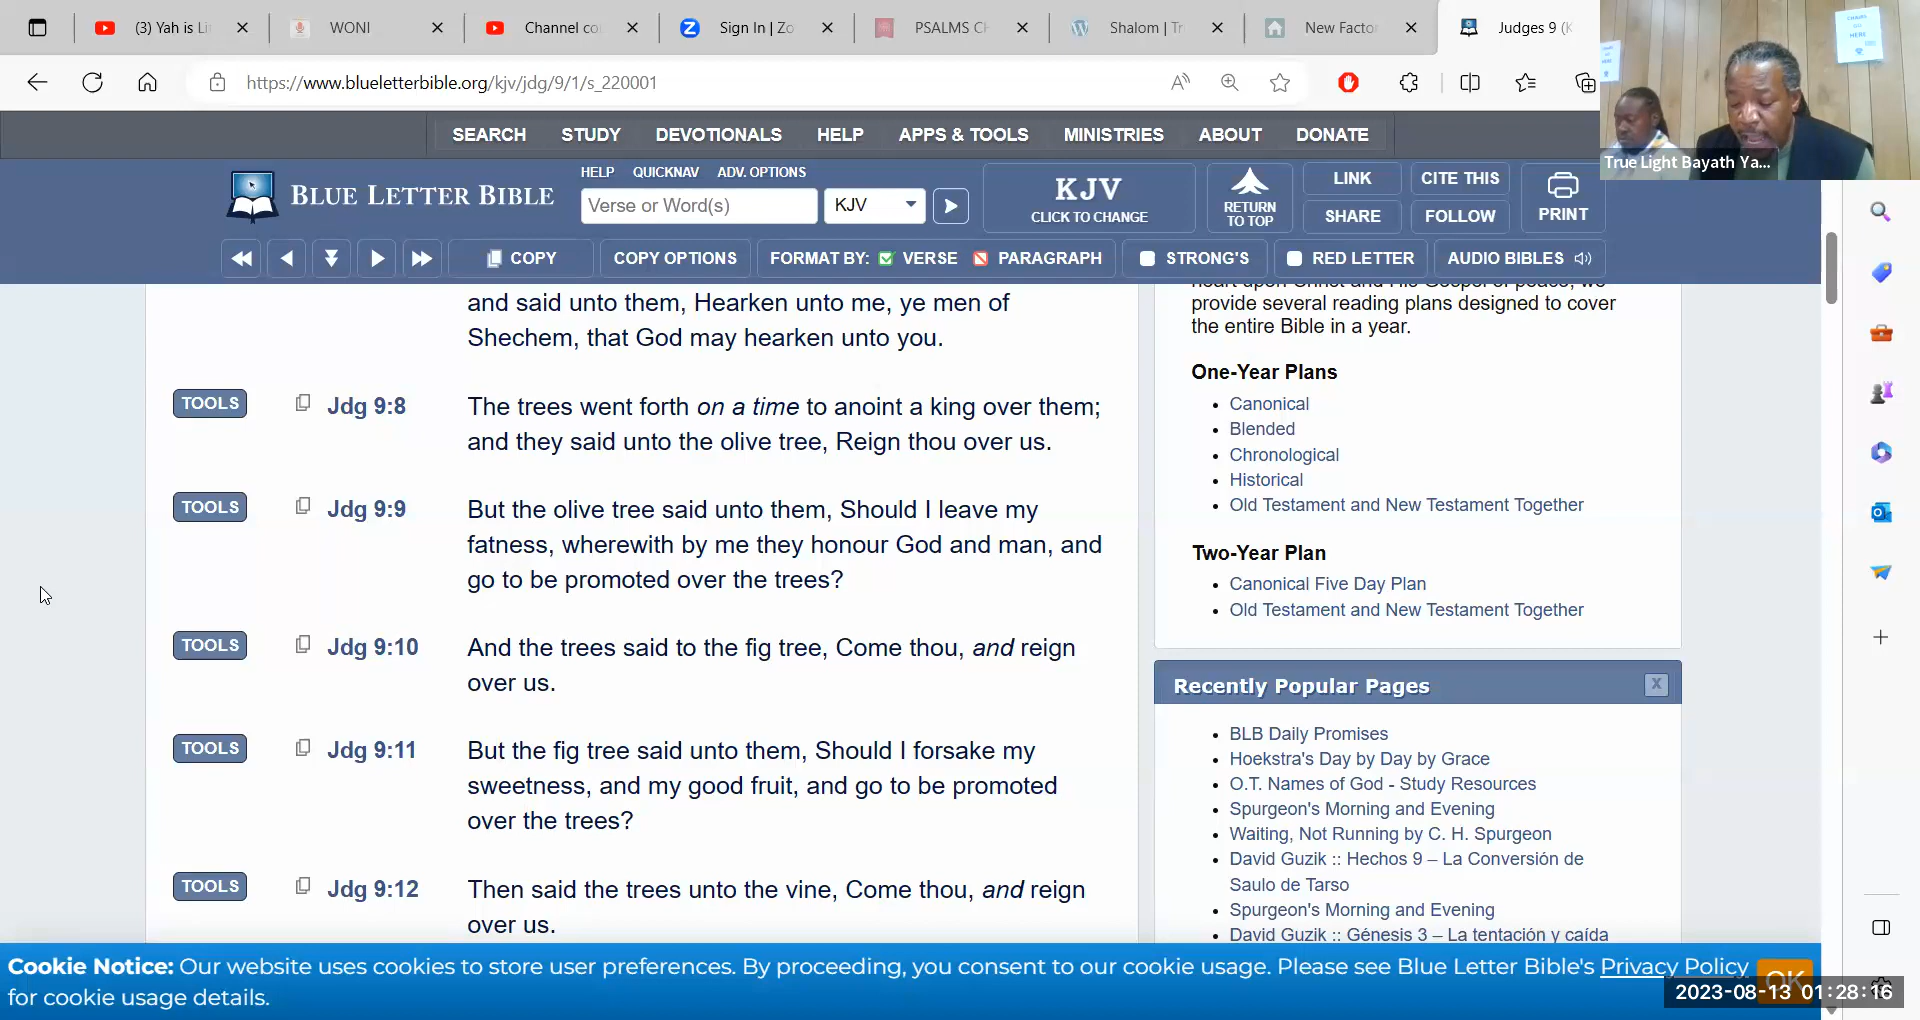 (3) Yah is Li
WONI
Channel co
Sign In | Zo
PSALMS C
Shalom | Tr
New Facto
Judges 9 (K
https://www.blueletterbible.org/kjv/jdg/9/1/s_220001
True Light Bayath Ya...
SEARCH STUDY DEVOTIONALS HELP APPS & TOOLS MINISTRIES ABOUT DONATE
BLUE LETTER BIBLE
HELP QUICKNAV ADV. OPTIONS
Verse or Word(s) KJV
KJV
CLICK TO CHANGE
RETURN
TO TOP
LINK CITE THIS
SHARE FOLLOW
PRINT
COPY COPY OPTIONS FORMAT BY: VERSE PARAGRAPH STRONG'S RED LETTER AUDIO BIBLES
and said unto them, Hearken unto me, ye men of
Shechem, that God may hearken unto you.
TOOLS Jdg 9:8 The trees went forth on a time to anoint a king over them;
and they said unto the olive tree, Reign thou over us.
TOOLS Jdg 9:9 But the olive tree said unto them, Should I leave my
fatness, wherewith by me they honour God and man, and
go to be promoted over the trees?
TOOLS Jdg 9:10 And the trees said to the fig tree, Come thou, and reign
over us.
TOOLS Jdg 9:11 But the fig tree said unto them, Should I forsake my
sweetness, and my good fruit, and go to be promoted
over the trees?
TOOLS Jdg 9:12 Then said the trees unto the vine, Come thou, and reign
over us.
heart upon Christ and His Gospel of peace, we
provide several reading plans designed to cover
the entire Bible in a year.
One-Year Plans
Canonical
Blended
Chronological
Historical
Old Testament and New Testament Together
Two-Year Plan
Canonical Five Day Plan
Old Testament and New Testament Together
Recently Popular Pages X
BLB Daily Promises
Hoekstra's Day by Day by Grace
O.T. Names of God - Study Resources
Spurgeon's Morning and Evening
Waiting, Not Running by C. H. Spurgeon
David Guzik :: Hechos 9 – La Conversión de
Saulo de Tarso
Spurgeon's Morning and Evening
David Guzik :: Génesis 3 – La tentación y caída
Cookie Notice: Our website uses cookies to store user preferences. By proceeding, you consent to our cookie usage. Please see Blue Letter Bible's Privacy Policy
for cookie usage details.
OK
2023-08-13 01:28:16